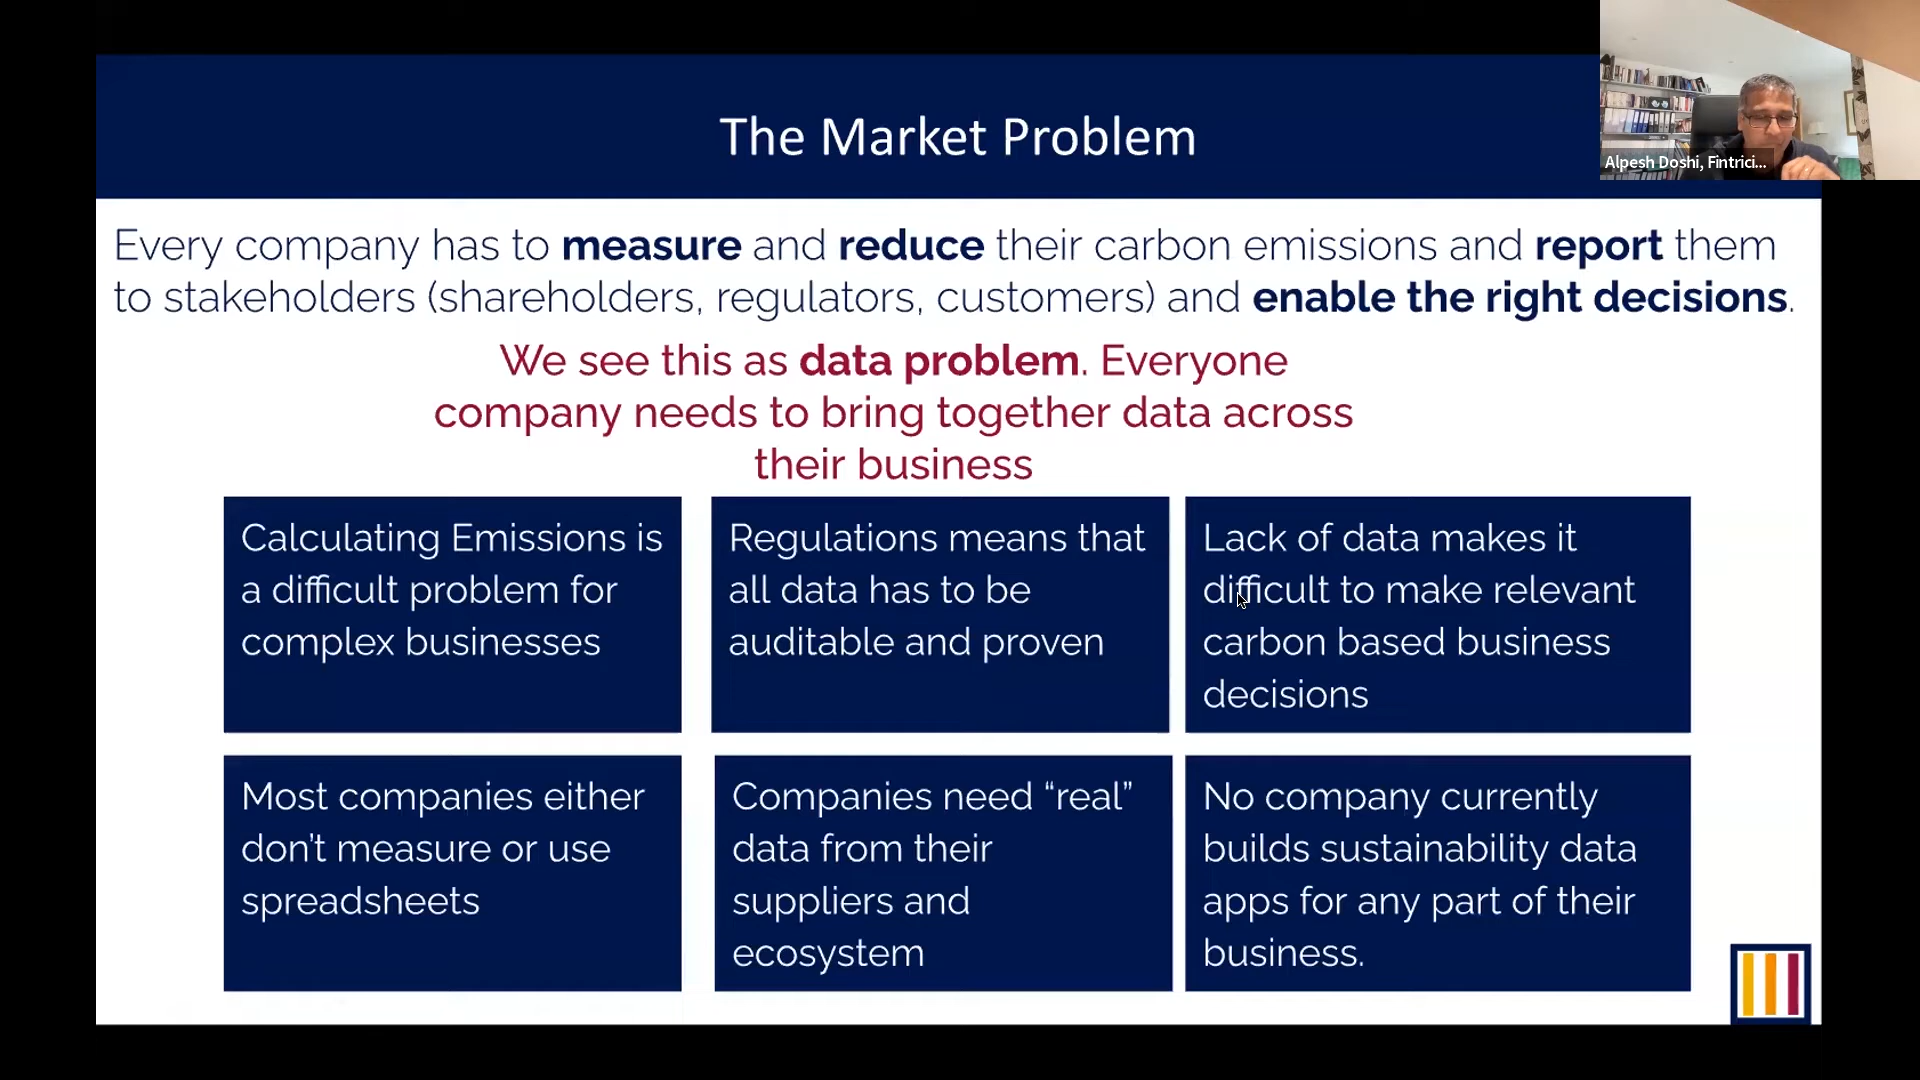 The Market Problem
Alpesh Doshi, Fintrici...
Every company has to measure and reduce their carbon emissions and report them
to stakeholders (shareholders, regulators, customers) and enable the right decisions.
We see this as data problem. Everyone
company needs to bring together data across
their business
Calculating Emissions is
a difficult problem for
complex businesses
Regulations means that
all data has to be
auditable and proven
Lack of data makes it
difficult to make relevant
carbon based business
decisions
Most companies either
don't measure or use
spreadsheets
Companies need “real”
data from their
suppliers and
ecosystem
No company currently
builds sustainability data
apps for any part of their
business.